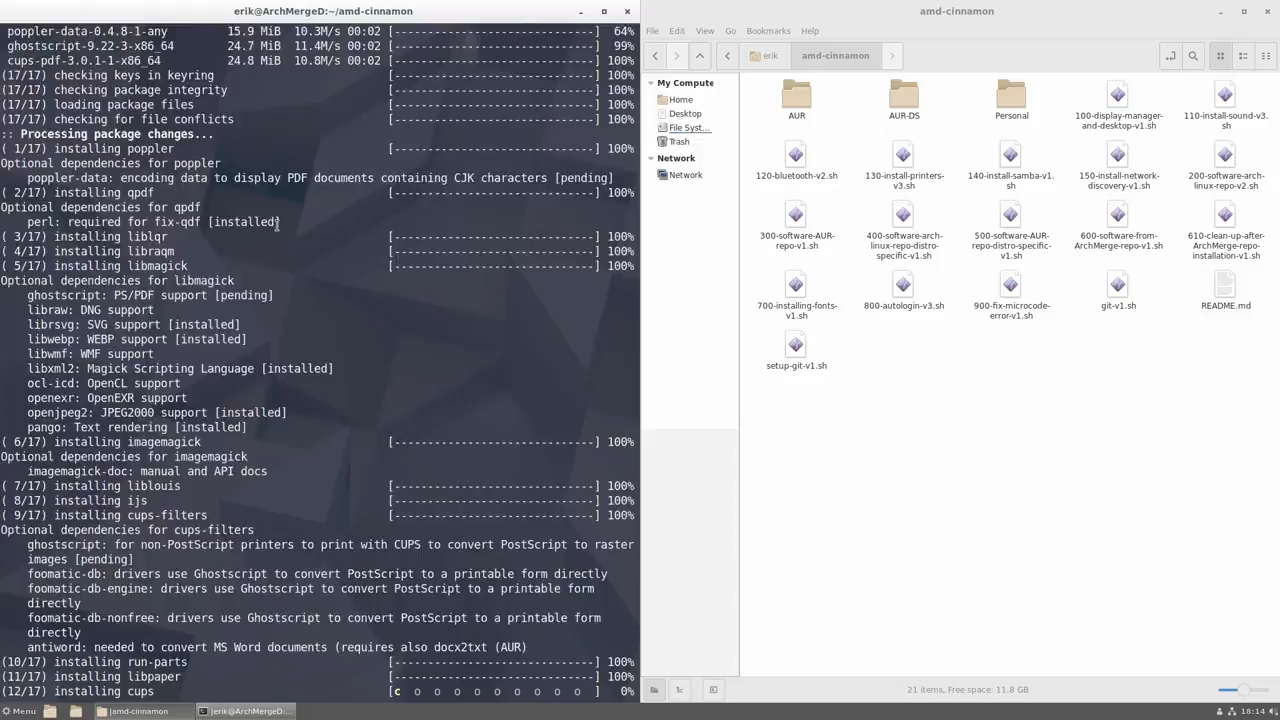 erik@ArchMergeD:~/amd-cinnamon
poppler-data-0.4.8-1-any 15.9 MiB 10.3M/s 00:02 [------------------------------] 64%
ghostscript-9.22-3-x86_64 24.7 MiB 11.4M/s 00:02 [------------------------------] 99%
cups-pdf-3.0.1-1-x86_64 24.8 MiB 10.8M/s 00:02 [------------------------------] 100%
(17/17) checking keys in keyring [------------------------------] 100%
(17/17) checking package integrity [------------------------------] 100%
(17/17) loading package files [------------------------------] 100%
(17/17) checking for file conflicts [------------------------------] 100%
:: Processing package changes...
( 1/17) installing poppler [------------------------------] 100%
Optional dependencies for poppler
poppler-data: encoding data to display PDF documents containing CJK characters [pending]
( 2/17) installing qpdf [------------------------------] 100%
Optional dependencies for qpdf
perl: required for fix-qdf [installed]
( 3/17) installing liblqr [------------------------------] 100%
( 4/17) installing libraqm [------------------------------] 100%
( 5/17) installing libmagick [------------------------------] 100%
Optional dependencies for libmagick
ghostscript: PS/PDF support [pending]
libraw: DNG support
librsvg: SVG support [installed]
libwebp: WEBP support [installed]
libwmf: WMF support
libxml2: Magick Scripting Language [installed]
ocl-icd: OpenCL support
openexr: OpenEXR support
openjpeg2: JPEG2000 support [installed]
pango: Text rendering [installed]
( 6/17) installing imagemagick [------------------------------] 100%
Optional dependencies for imagemagick
imagemagick-doc: manual and API docs
( 7/17) installing liblouis [------------------------------] 100%
( 8/17) installing ijs [------------------------------] 100%
( 9/17) installing cups-filters [------------------------------] 100%
Optional dependencies for cups-filters
ghostscript: for non-PostScript printers to print with CUPS to convert PostScript to raster
images [pending]
foomatic-db: drivers use Ghostscript to convert PostScript to a printable form directly
foomatic-db-engine: drivers use Ghostscript to convert PostScript to a printable form
directly
foomatic-db-nonfree: drivers use Ghostscript to convert PostScript to a printable form
directly
antiword: needed to convert MS Word documents (requires also docx2txt (AUR)
(10/17) installing run-parts [------------------------------] 100%
(11/17) installing libpaper [------------------------------] 100%
(12/17) installing cups [c o o o o o o o o o ] 0%
amd-cinnamon
File Edit View Go Bookmarks Help
erik amd-cinnamon
My Compute
Home
Desktop
File Syst...
Trash
Network
Network
AUR
AUR-DS
Personal
100-display-manager-
and-desktop-v1.sh
110-install-sound-v3.
sh
120-bluetooth-v2.sh
130-install-printers-
v3.sh
140-install-samba-v1.
sh
150-install-network-
discovery-v1.sh
200-software-arch-
linux-repo-v2.sh
300-software-AUR-
repo-v1.sh
400-software-arch-
linux-repo-distro-
specific-v1.sh
500-software-AUR-
repo-distro-specific-
v1.sh
600-software-from-
ArchMerge-repo-v1.sh
610-clean-up-after-
ArchMerge-repo-
installation-v1.sh
700-installing-fonts-
v1.sh
800-autologin-v3.sh
900-fix-microcode-
error-v1.sh
git-v1.sh
README.md
setup-git-v1.sh
21 items, Free space: 11.8 GB
Menu [amd-cinnamon [erik@ArchMergeD:... 18:14